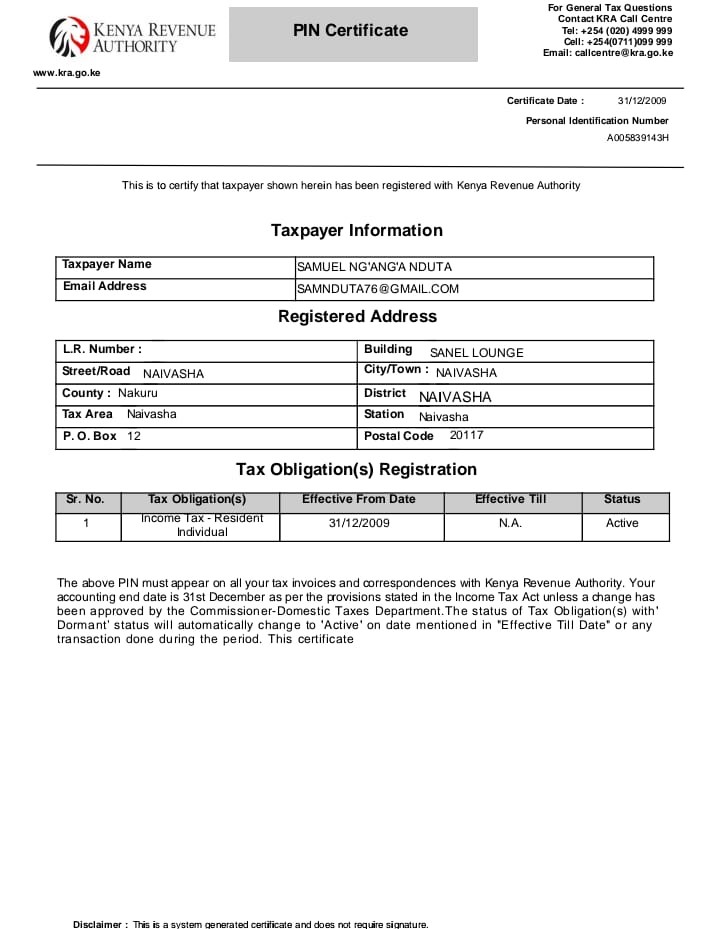 KENYA REVENUE
AUTHORITY
www.kra.go.ke
PIN Certificate
For General Tax Questions
Contact KRA Call Centre
Tel: +254 (020) 4999 999
Cell: +254(0711)099 999
Email: callcentre@kra.go.ke
Certificate Date : 31/12/2009
Personal Identification Number
A005839143H
This is to certify that taxpayer shown herein has been registered with Kenya Revenue Authority
Taxpayer Information
Taxpayer Name SAMUEL NG'ANG'A NDUTA
Email Address SAMNDUTA76@GMAIL.COM
Registered Address
L.R. Number : Building SANEL LOUNGE
Street/Road NAIVASHA City/Town : NAIVASHA
County : Nakuru District NAIVASHA
Tax Area Naivasha Station Naivasha
P. O. Box 12 Postal Code 20117
Tax Obligation(s) Registration
Sr. No. Tax Obligation(s) Effective From Date Effective Till Status
1 Income Tax - Resident Individual 31/12/2009 N.A. Active
The above PIN must appear on all your tax invoices and correspondences with Kenya Revenue Authority. Your
accounting end date is 31st December as per the provisions stated in the Income Tax Act unless a change has
been approved by the Commissioner-Domestic Taxes Department.The status of Tax Obligation(s) with'
Dormant' status will automatically change to 'Active' on date mentioned in "Effective Till Date" or any
transaction done during the period. This certificate
Disclaimer : This is a system generated certificate and does not require signature.